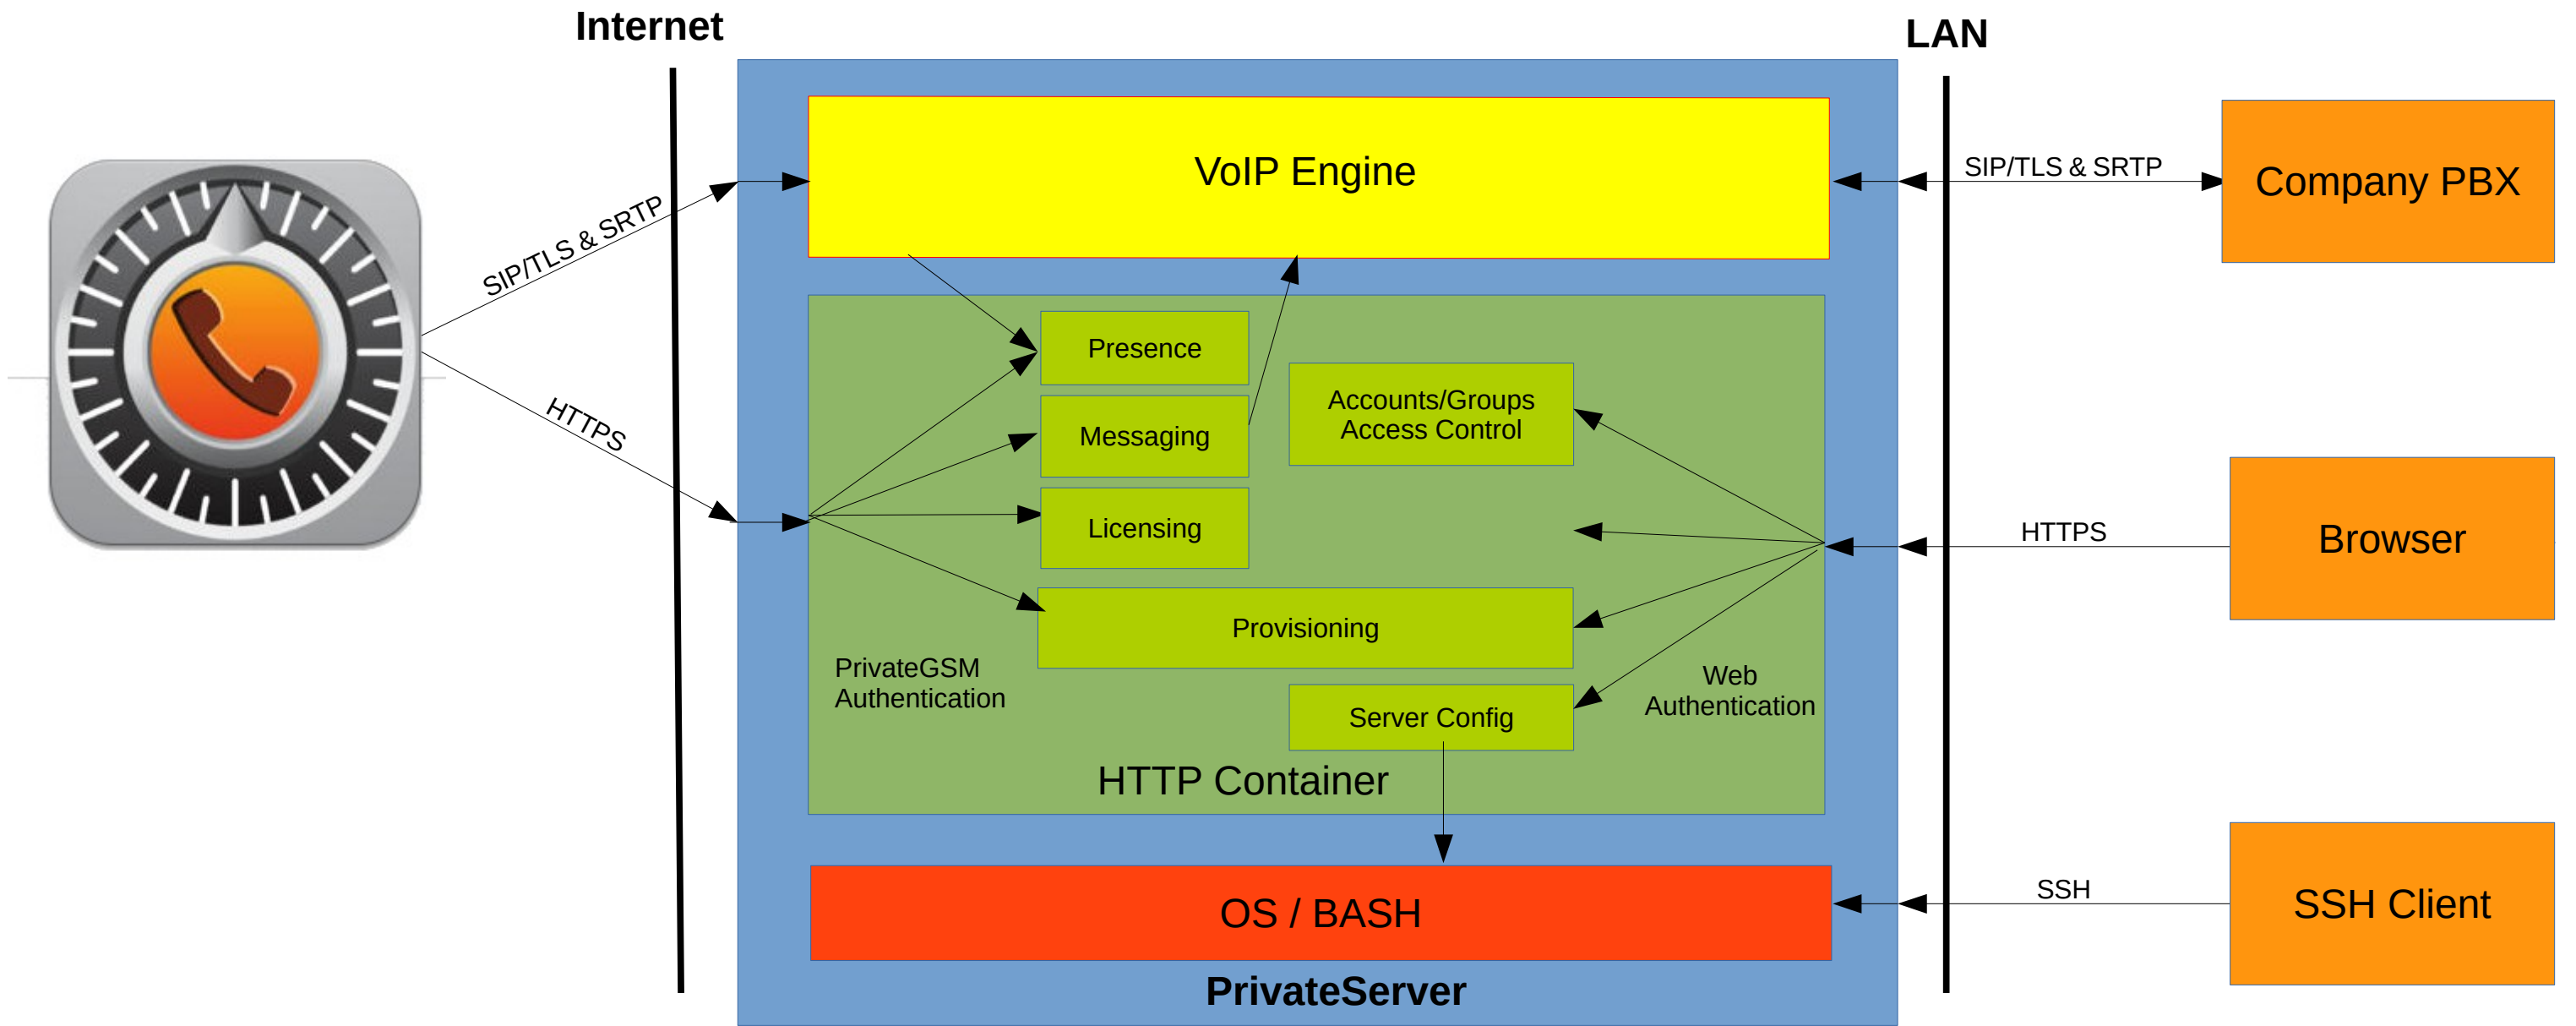 Internet
LAN
VoIP Engine
SIP/TLS & SRTP
Company PBX
SIP/TLS & SRTP
Presence
Accounts/Groups
Access Control
Messaging
HTTPS
Licensing
HTTPS
Browser
Provisioning
PrivateGSM
Authentication
Web
Authentication
Server Config
HTTP Container
SSH
SSH Client
OS / BASH
PrivateServer